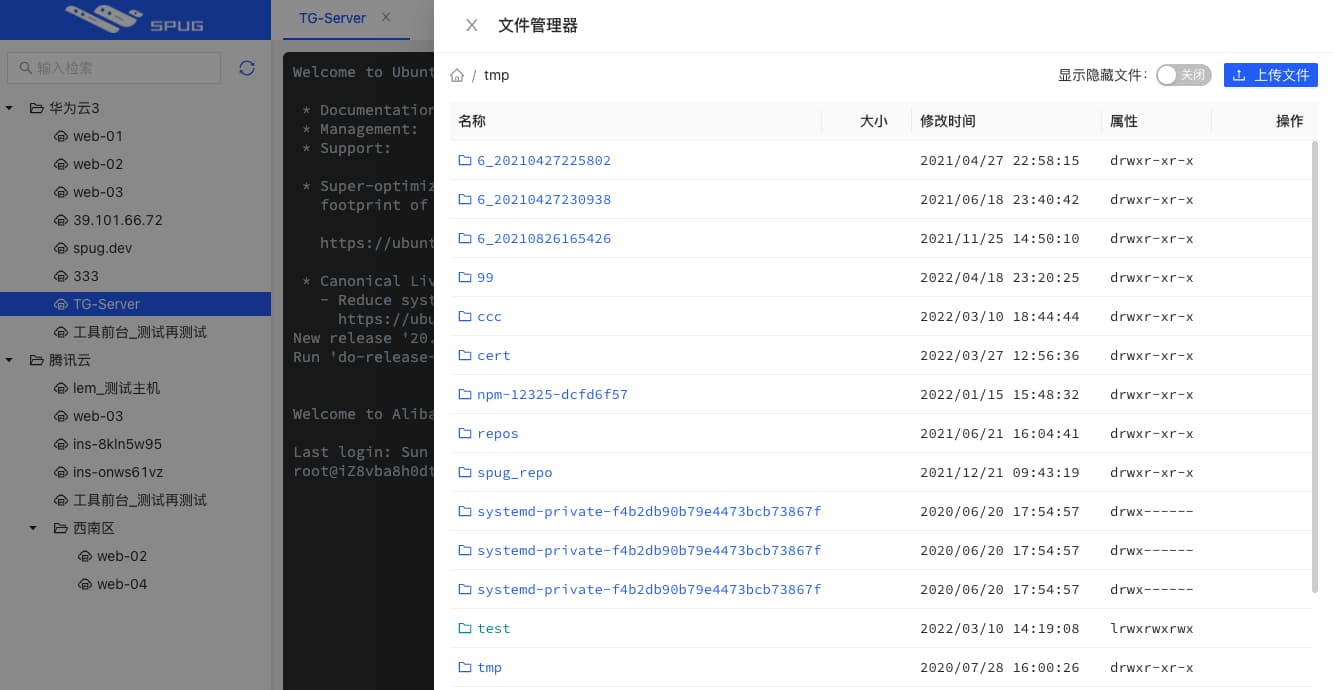 SPUG
输入检索
华为云3
web-01
web-02
web-03
39.101.66.72
spug.dev
333
TG-Server
工具前台_测试再测试
腾讯云
lem_测试主机
web-03
ins-8kln5w95
ins-onws61vz
工具前台_测试再测试
西南区
web-02
web-04
TG-Server
Welcome to Ubunt
* Documentation
* Management:
* Support:
* Super-optimiz
footprint of
https://ubunt
* Canonical Liv
- Reduce syst
https://ubu
New release '20.
Run 'do-release-
Welcome to Aliba
Last login: Sun
root@iZ8vba8h0dt
文件管理器
/ tmp
显示隐藏文件： 关闭 上传文件
名称 大小 修改时间 属性 操作
6_20210427225802 2021/04/27 22:58:15 drwxr-xr-x
6_20210427230938 2021/06/18 23:40:42 drwxr-xr-x
6_20210826165426 2021/11/25 14:50:10 drwxr-xr-x
99 2022/04/18 23:20:25 drwxr-xr-x
ccc 2022/03/10 18:44:44 drwxr-xr-x
cert 2022/03/27 12:56:36 drwxr-xr-x
npm-12325-dcfd6f57 2022/01/15 15:48:32 drwxr-xr-x
repos 2021/06/21 16:04:41 drwxr-xr-x
spug_repo 2021/12/21 09:43:19 drwxr-xr-x
systemd-private-f4b2db90b79e4473bcb73867f 2020/06/20 17:54:57 drwx------
systemd-private-f4b2db90b79e4473bcb73867f 2020/06/20 17:54:57 drwx------
systemd-private-f4b2db90b79e4473bcb73867f 2020/06/20 17:54:57 drwx------
test 2022/03/10 14:19:08 lrwxrwxrwx
tmp 2020/07/28 16:00:26 drwxr-xr-x